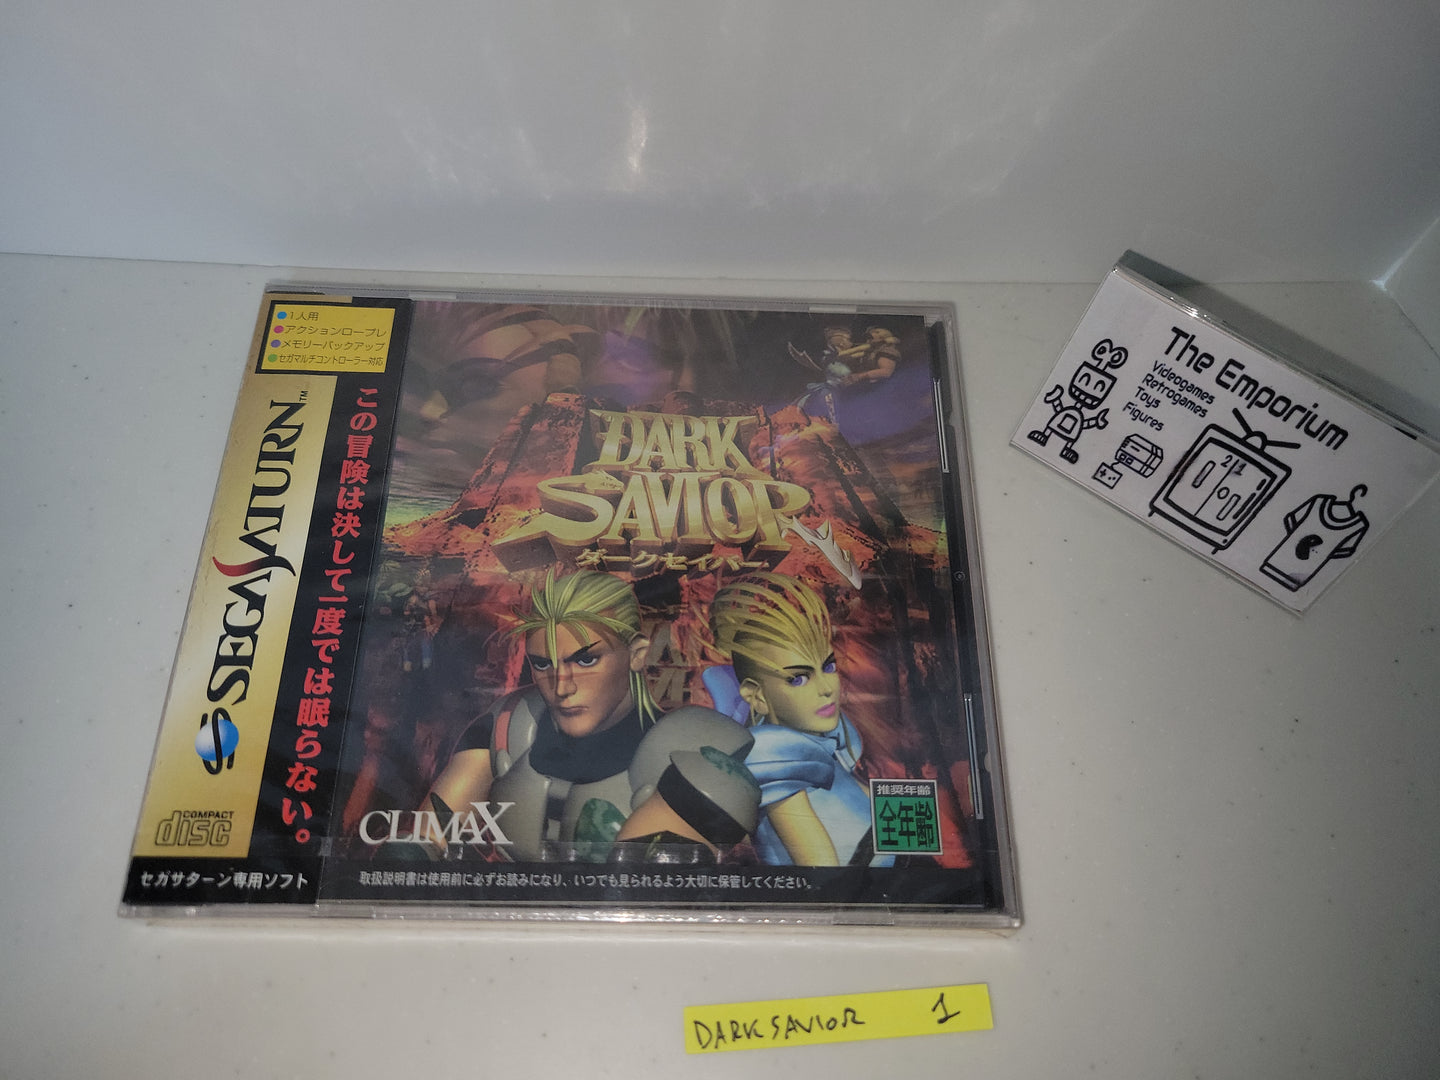 1人用
アクションロープレ
メモリーバックアップ
セガマルチコントローラー対応
SEGA SATURN™
この冒険は決して一度では眠らない。
COMPACT
disc
セガサターン専用ソフト
DARK
SAVIOR
ダークセイバー
CLIMAX
推奨年齢
全年齢
取扱説明書は使用前に必ずお読みになり、いつでも見られるよう大切に保管してください。
The Emporium
Videogames
Retrogames
Toys
Figures
21
DARK SAVIOR 1